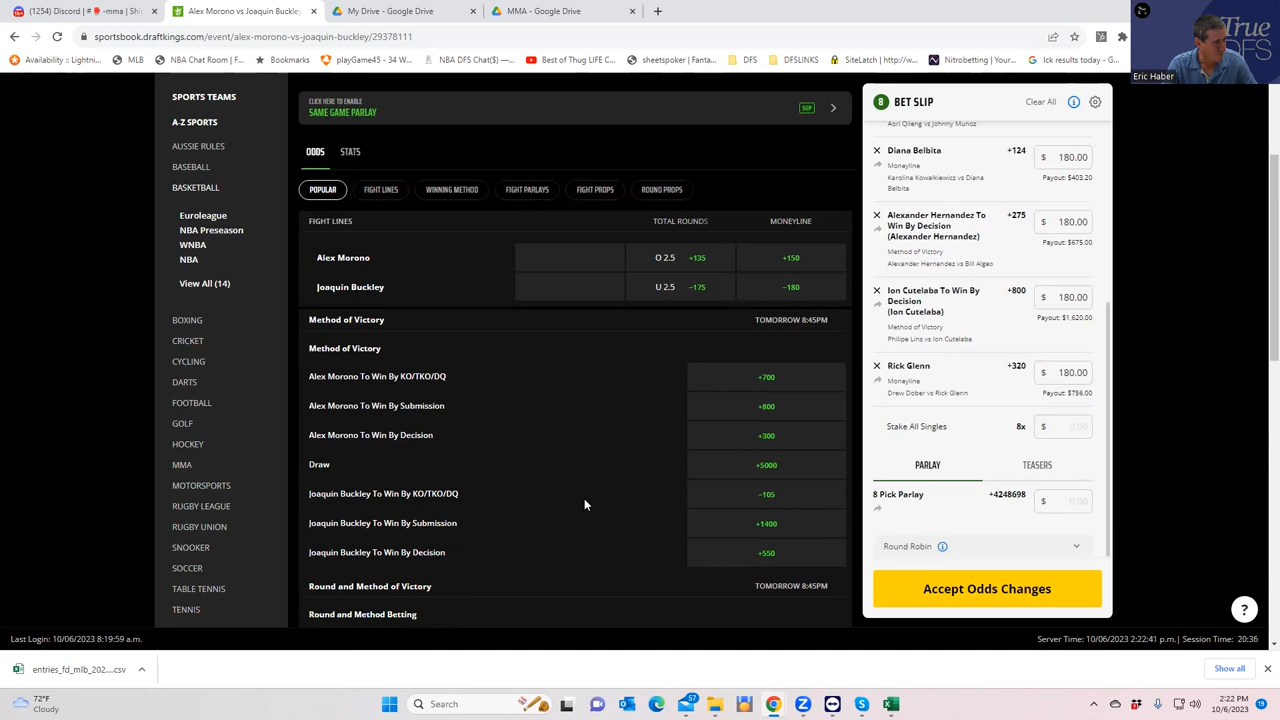 (1254) Discord | # 🥊-mma | Shi
Alex Morono vs Joaquin Buckley
My Drive - Google Drive
MMA - Google Drive
sportsbook.draftkings.com/event/alex-morono-vs-joaquin-buckley/29378111
Availability :: Lightning...
MLB
NBA Chat Room | F...
Bookmarks
playGame45 - image...
NBA DFS Chat($) —...
Best of Thug LIFE C...
sheetspoker | Fanta...
DFS
DFSLINKS
SiteLatch | http://w...
Nitrobetting | Your...
lck results today - G...
True
DFS
Eric Haber
SPORTS TEAMS
A-Z SPORTS
AUSSIE RULES
BASEBALL
BASKETBALL
Euroleague
NBA Preseason
WNBA
NBA
View All (14)
BOXING
CRICKET
CYCLING
DARTS
FOOTBALL
GOLF
HOCKEY
MMA
MOTORSPORTS
RUGBY LEAGUE
RUGBY UNION
SNOOKER
SOCCER
TABLE TENNIS
TENNIS
CLICK HERE TO ENABLE
SAME GAME PARLAY
SGP
ODDS STATS
POPULAR FIGHT LINES WINNING METHOD FIGHT PARLAYS FIGHT PROPS ROUND PROPS
FIGHT LINES TOTAL ROUNDS MONEYLINE
Alex Morono O 2.5 +135 +150
Joaquin Buckley U 2.5 −175 −180
Method of Victory TOMORROW 8:45PM
Method of Victory
Alex Morono To Win By KO/TKO/DQ +700
Alex Morono To Win By Submission +800
Alex Morono To Win By Decision +300
Draw +5000
Joaquin Buckley To Win By KO/TKO/DQ −105
Joaquin Buckley To Win By Submission +1400
Joaquin Buckley To Win By Decision +550
Round and Method of Victory TOMORROW 8:45PM
Round and Method Betting
8 BET SLIP Clear All
Aori Qileng vs Johnny Munoz
Diana Belbita +124 $ 180.00
Moneyline Payout: $403.20
Karolina Kowalkiewicz vs Diana
Belbita
Alexander Hernandez To +275 $ 180.00
Win By Decision
(Alexander Hernandez) Payout: $675.00
Method of Victory
Alexander Hernandez vs Bill Algeo
Ion Cutelaba To Win By +800 $ 180.00
Decision
(Ion Cutelaba) Payout: $1,620.00
Method of Victory
Philipe Lins vs Ion Cutelaba
Rick Glenn +320 $ 180.00
Moneyline
Drew Dober vs Rick Glenn Payout: $756.00
Stake All Singles 8x $ 0.00
PARLAY TEASERS
8 Pick Parlay +4248698 $ 0.00
Round Robin
Accept Odds Changes
?
Last Login: 10/06/2023 8:19:59 a.m.
Server Time: 10/06/2023 2:22:41 p.m. | Session Time: 20:36
entries_fd_mlb_202....csv
Show all
72°F
Cloudy
Search
57
2:22 PM
10/6/2023
19